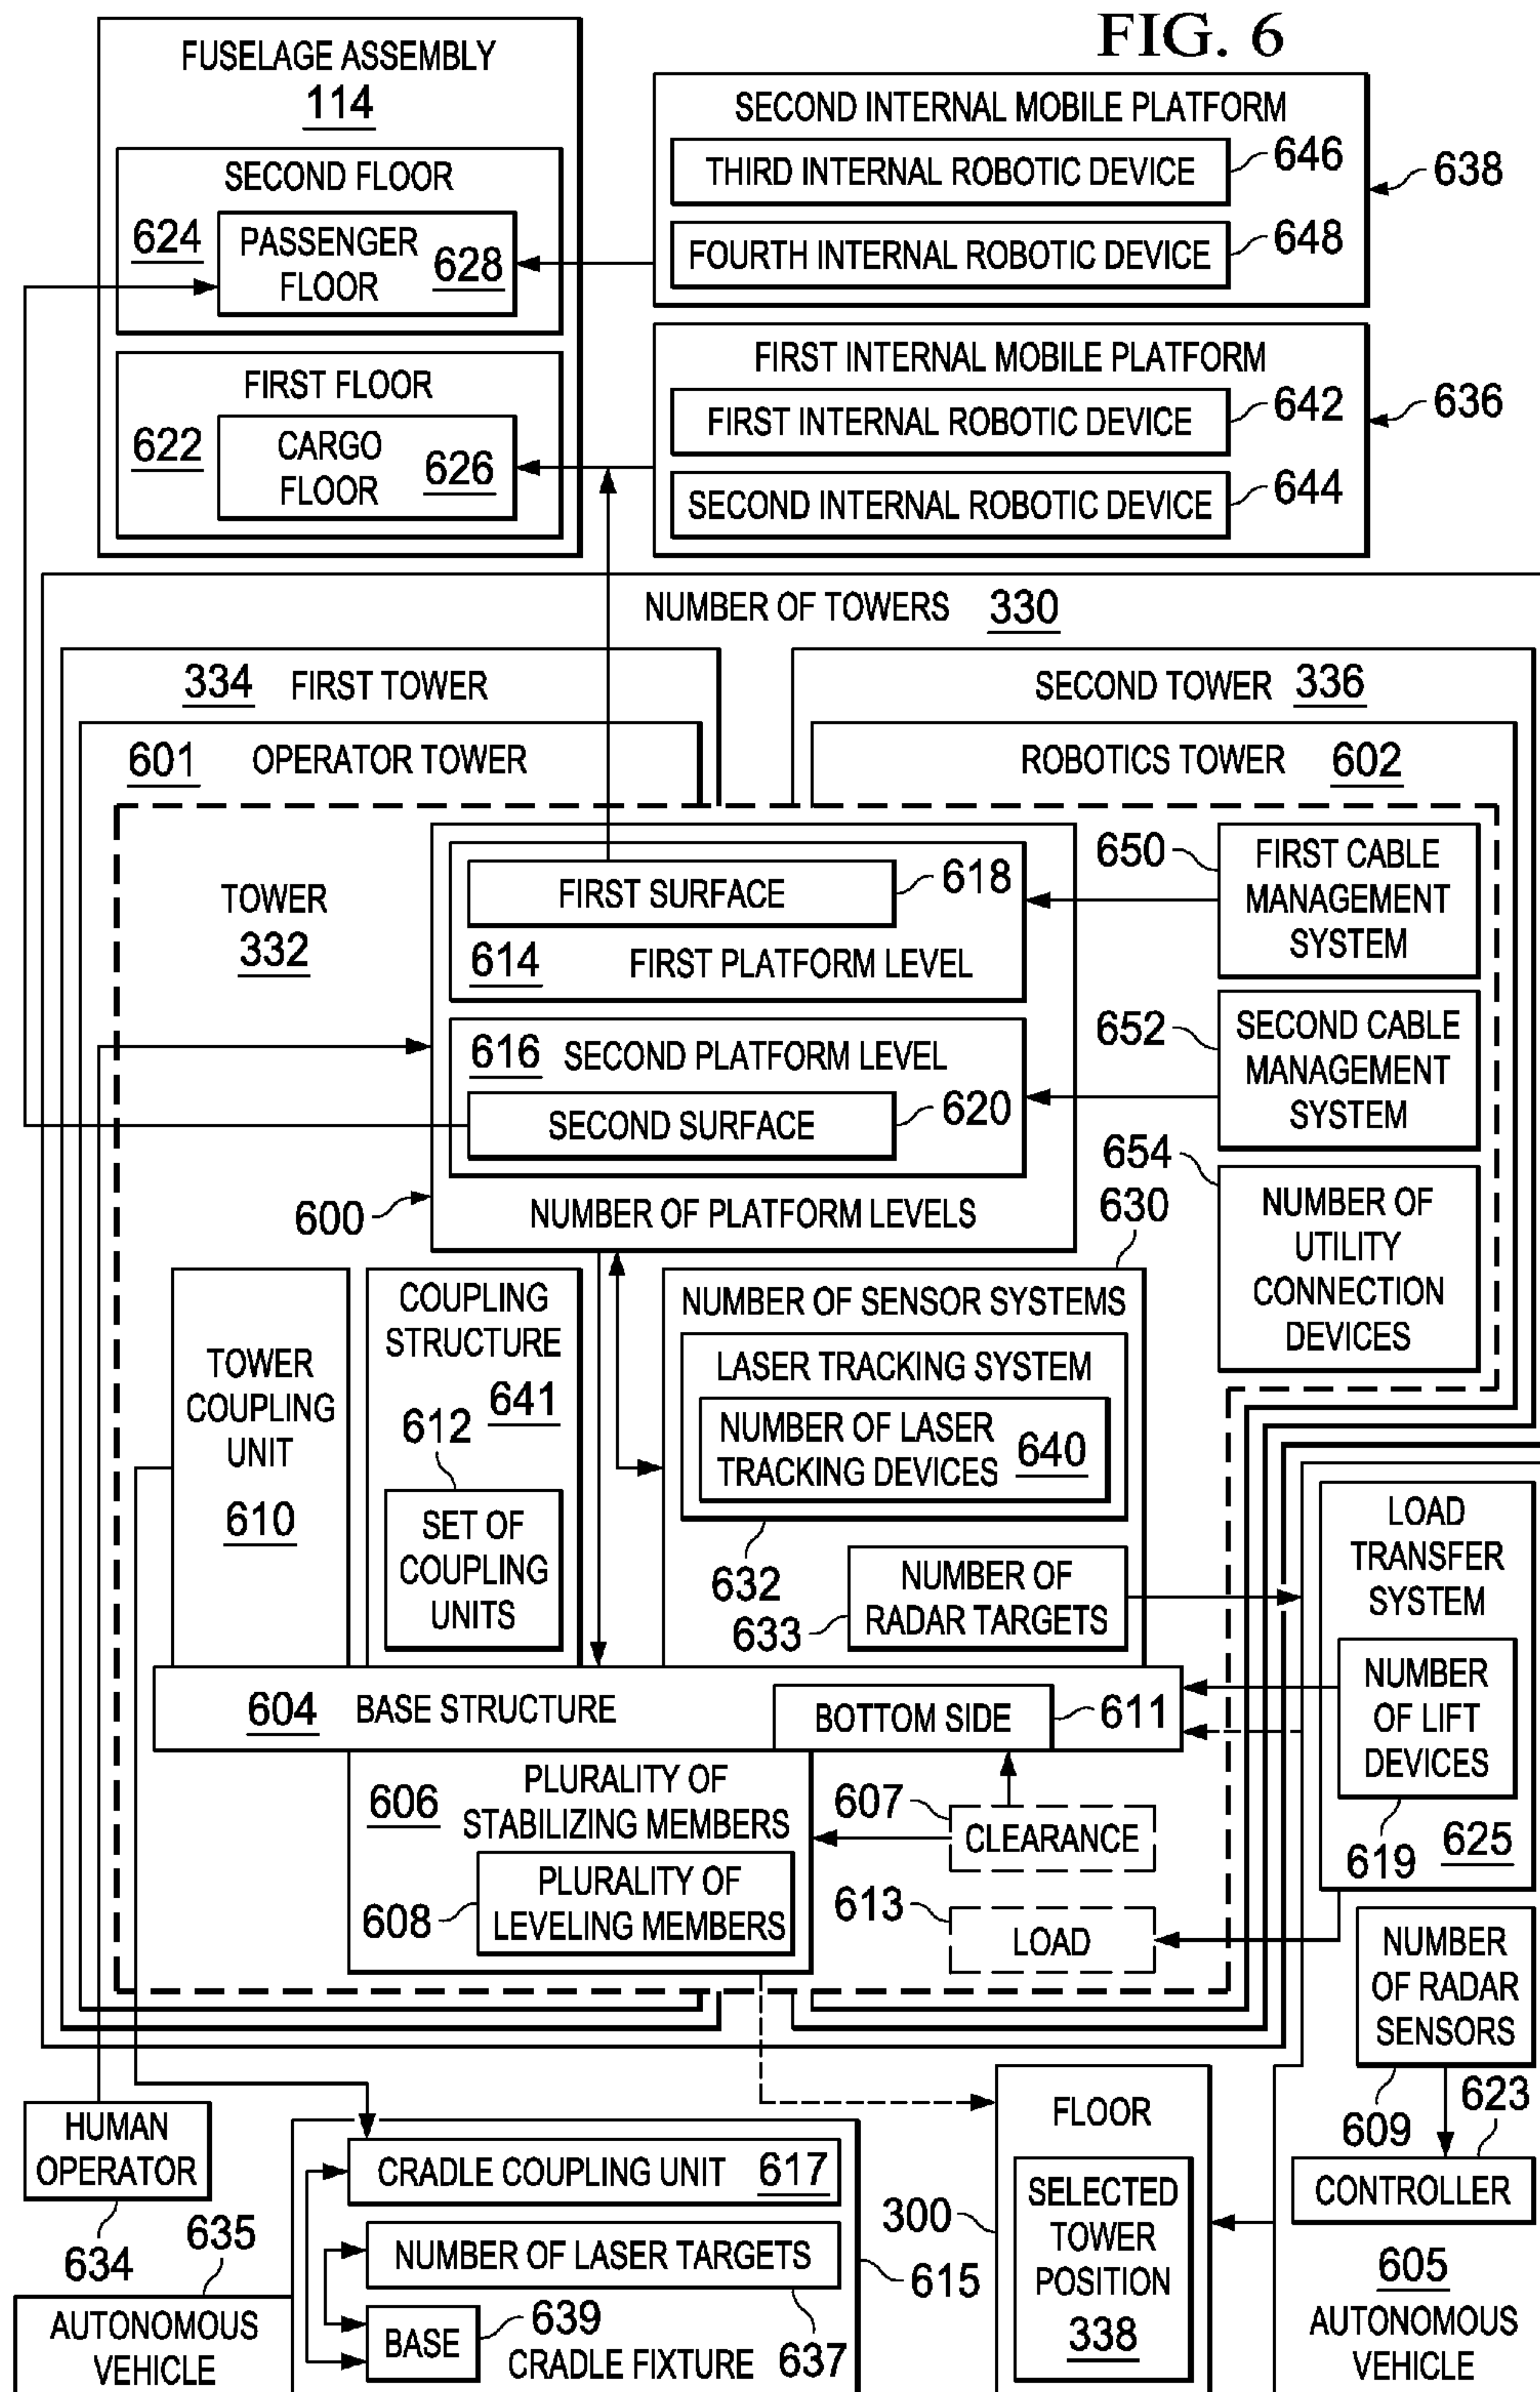 FIG. 6
FUSELAGE ASSEMBLY
114
SECOND FLOOR
624
PASSENGER
FLOOR
628
FIRST FLOOR
622
CARGO
FLOOR
626
SECOND INTERNAL MOBILE PLATFORM
THIRD INTERNAL ROBOTIC DEVICE
646
FOURTH INTERNAL ROBOTIC DEVICE
648
638
FIRST INTERNAL MOBILE PLATFORM
FIRST INTERNAL ROBOTIC DEVICE
642
SECOND INTERNAL ROBOTIC DEVICE
644
636
NUMBER OF TOWERS 330
334 FIRST TOWER
SECOND TOWER 336
601 OPERATOR TOWER
ROBOTICS TOWER 602
TOWER
332
FIRST SURFACE
618
614 FIRST PLATFORM LEVEL
616 SECOND PLATFORM LEVEL
SECOND SURFACE
620
600
NUMBER OF PLATFORM LEVELS
650
FIRST CABLE
MANAGEMENT
SYSTEM
652
SECOND CABLE
MANAGEMENT
SYSTEM
654
NUMBER OF
UTILITY
CONNECTION
DEVICES
630
TOWER
COUPLING
UNIT
610
COUPLING
STRUCTURE
641
612
SET OF
COUPLING
UNITS
NUMBER OF SENSOR SYSTEMS
LASER TRACKING SYSTEM
NUMBER OF LASER
TRACKING DEVICES
640
632
NUMBER OF
RADAR TARGETS
633
LOAD
TRANSFER
SYSTEM
NUMBER
OF LIFT
DEVICES
619
625
604 BASE STRUCTURE
BOTTOM SIDE
611
606
PLURALITY OF
STABILIZING MEMBERS
PLURALITY OF
LEVELING MEMBERS
608
607
CLEARANCE
613
LOAD
NUMBER
OF RADAR
SENSORS
609
623
CONTROLLER
605
AUTONOMOUS
VEHICLE
HUMAN
OPERATOR
634
635
AUTONOMOUS
VEHICLE
CRADLE COUPLING UNIT 617
NUMBER OF LASER TARGETS
637
BASE
639
CRADLE FIXTURE
615
FLOOR
300
SELECTED
TOWER
POSITION
338